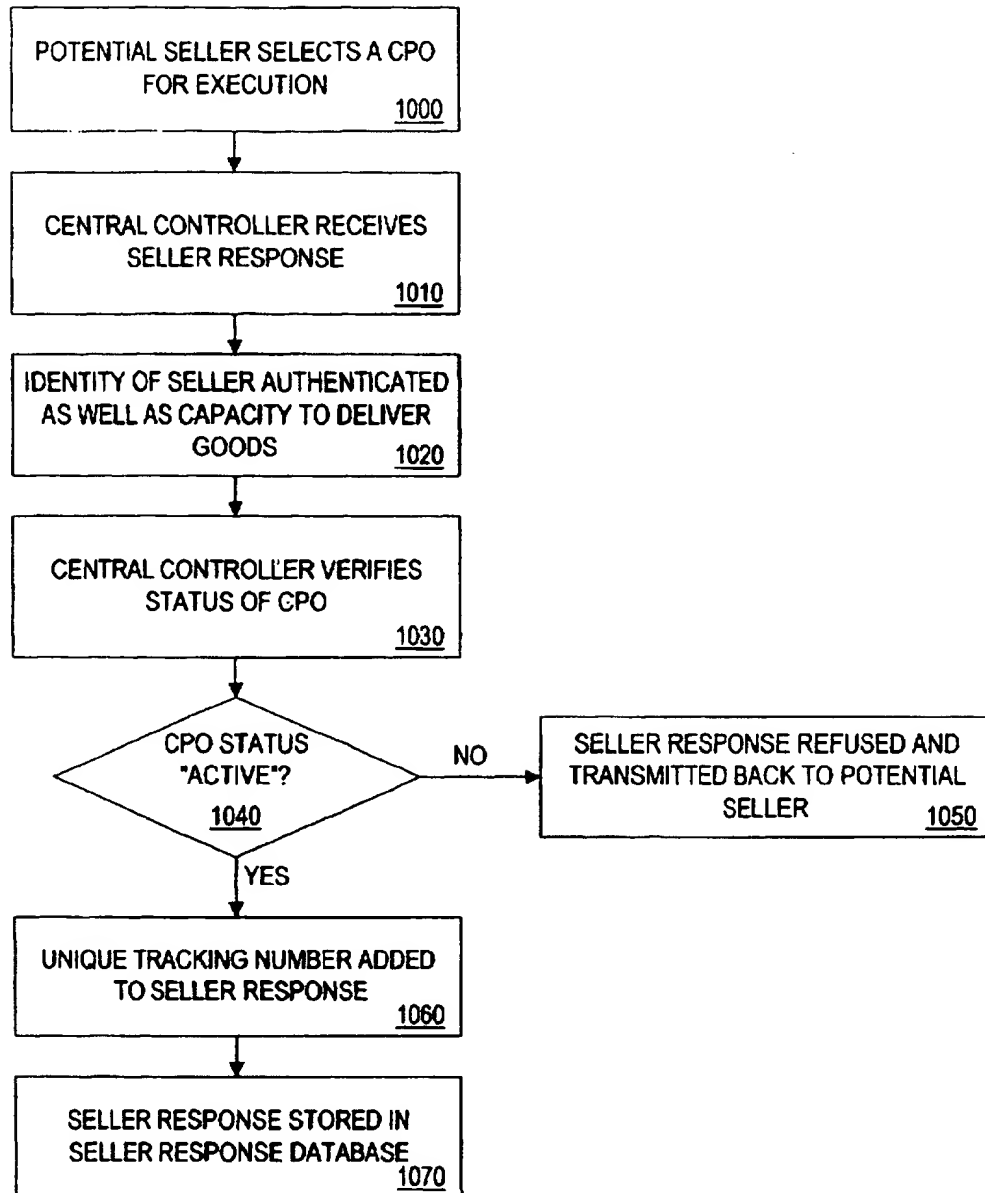 POTENTIAL SELLER SELECTS A CPO
FOR EXECUTION
1000
CENTRAL CONTROLLER RECEIVES
SELLER RESPONSE
1010
IDENTITY OF SELLER AUTHENTICATED
AS WELL AS CAPACITY TO DELIVER
GOODS
1020
CENTRAL CONTROLLER VERIFIES
STATUS OF CPO
1030
CPO STATUS
"ACTIVE"?
1040
NO
SELLER RESPONSE REFUSED AND
TRANSMITTED BACK TO POTENTIAL
SELLER
1050
YES
UNIQUE TRACKING NUMBER ADDED
TO SELLER RESPONSE
1060
SELLER RESPONSE STORED IN
SELLER RESPONSE DATABASE
1070